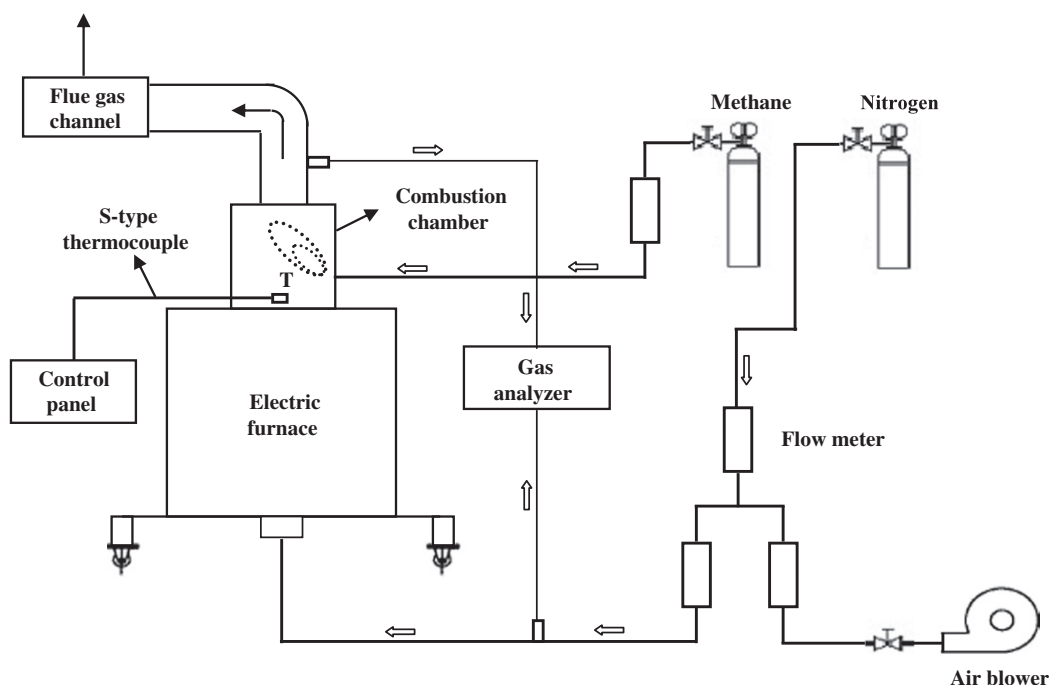 Flue gas
channel
Methane
Nitrogen
Combustion
chamber
S-type
thermocouple
T
Control
panel
Gas
analyzer
Electric
furnace
Flow meter
Air blower